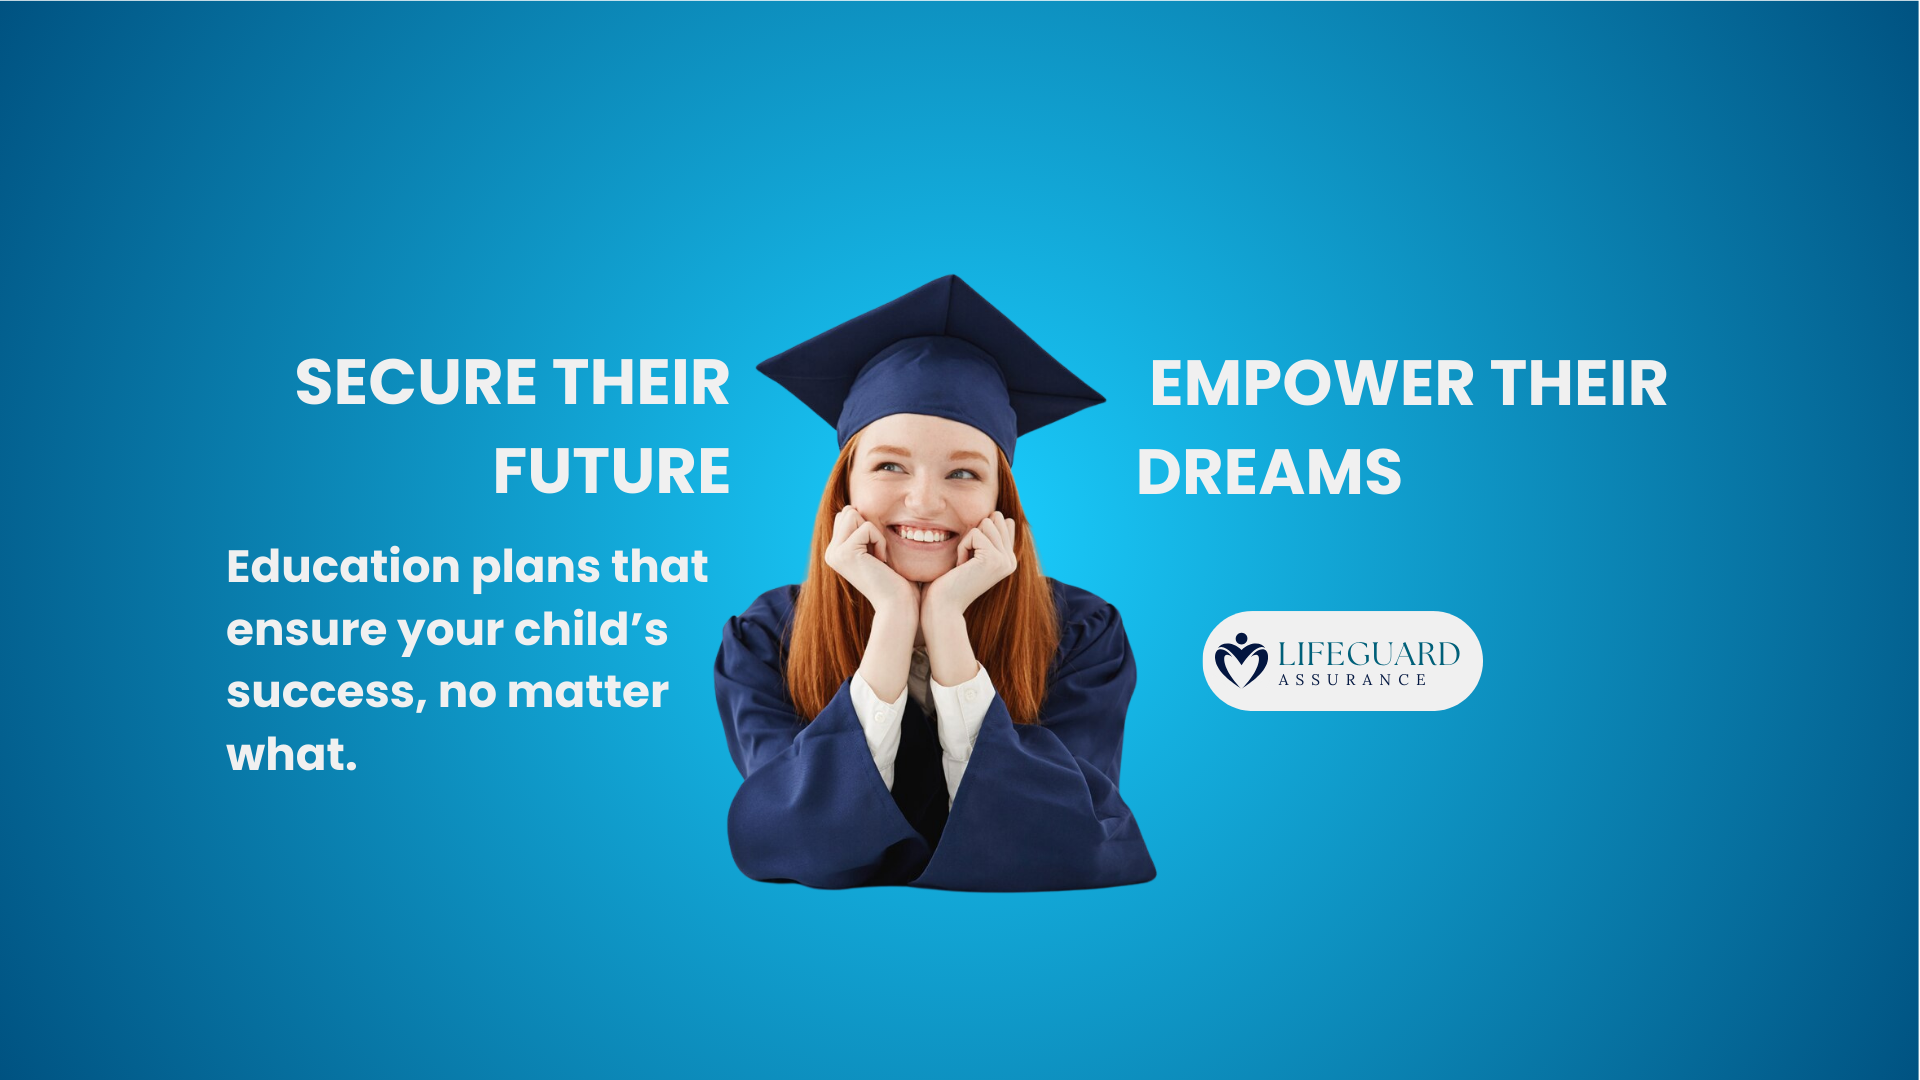 SECURE THEIR
FUTURE
Education plans that
ensure your child’s
success, no matter
what.
EMPOWER THEIR
DREAMS
LIFEGUARD
ASSURANCE